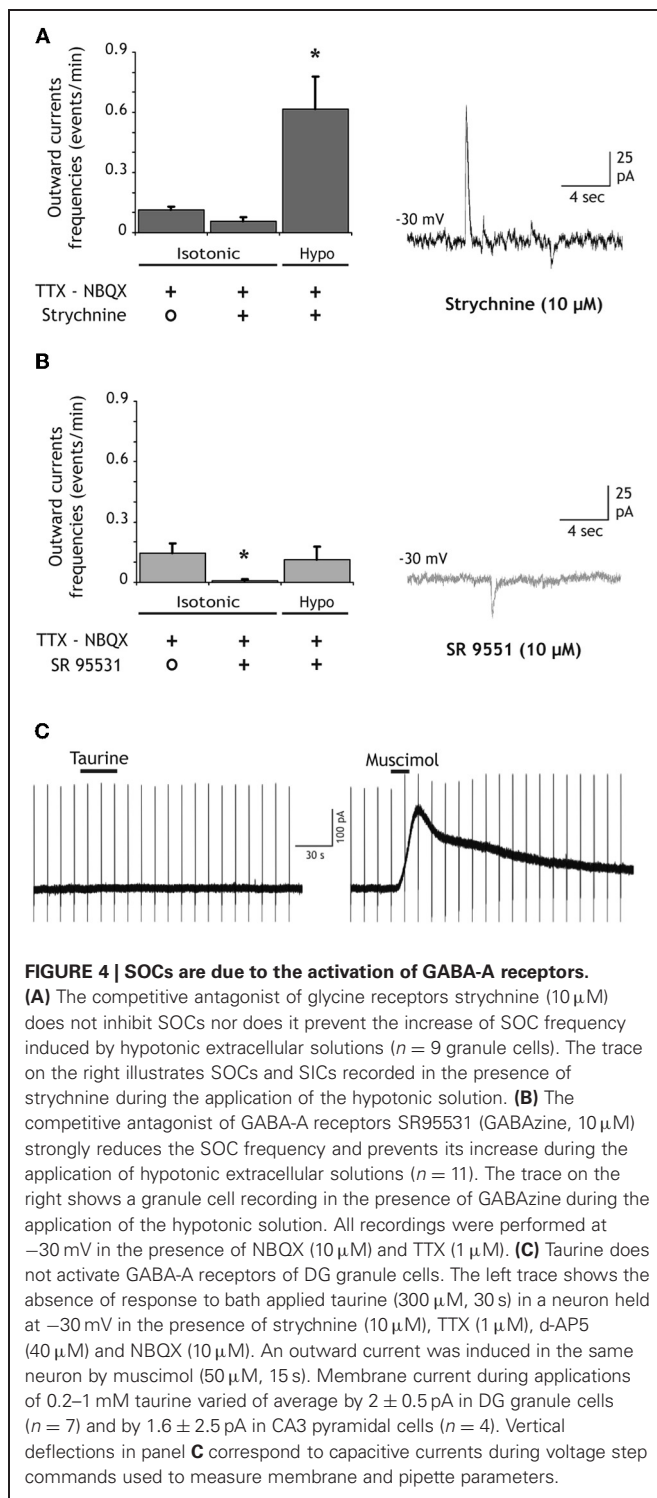 A
Outward currents
frequencies (events/min)
0.9
0.6
0.3
0
*
Isotonic
Hypo
TTX - NBQX + + +
Strychnine o + +
-30 mV
25
pA
4 sec
Strychnine (10 µM)
B
Outward currents
frequencies (events/min)
0.9
0.6
0.3
0
*
Isotonic
Hypo
TTX - NBQX + + +
SR 95531 o + +
-30 mV
25
pA
4 sec
SR 9551 (10 µM)
C
Taurine
Muscimol
100 pA
30 s
FIGURE 4 | SOCs are due to the activation of GABA-A receptors.
(A) The competitive antagonist of glycine receptors strychnine (10 µM)
does not inhibit SOCs nor does it prevent the increase of SOC frequency
induced by hypotonic extracellular solutions (n = 9 granule cells). The trace
on the right illustrates SOCs and SICs recorded in the presence of
strychnine during the application of the hypotonic solution. (B) The
competitive antagonist of GABA-A receptors SR95531 (GABAzine, 10 µM)
strongly reduces the SOC frequency and prevents its increase during the
application of hypotonic extracellular solutions (n = 11). The trace on the
right shows a granule cell recording in the presence of GABAzine during the
application of the hypotonic solution. All recordings were performed at
−30 mV in the presence of NBQX (10 µM) and TTX (1 µM). (C) Taurine does
not activate GABA-A receptors of DG granule cells. The left trace shows the
absence of response to bath applied taurine (300 µM, 30 s) in a neuron held
at −30 mV in the presence of strychnine (10 µM), TTX (1 µM), d-AP5
(40 µM) and NBQX (10 µM). An outward current was induced in the same
neuron by muscimol (50 µM, 15 s). Membrane current during applications
of 0.2–1 mM taurine varied of average by 2 ± 0.5 pA in DG granule cells
(n = 7) and by 1.6 ± 2.5 pA in CA3 pyramidal cells (n = 4). Vertical
deflections in panel C correspond to capacitive currents during voltage step
commands used to measure membrane and pipette parameters.